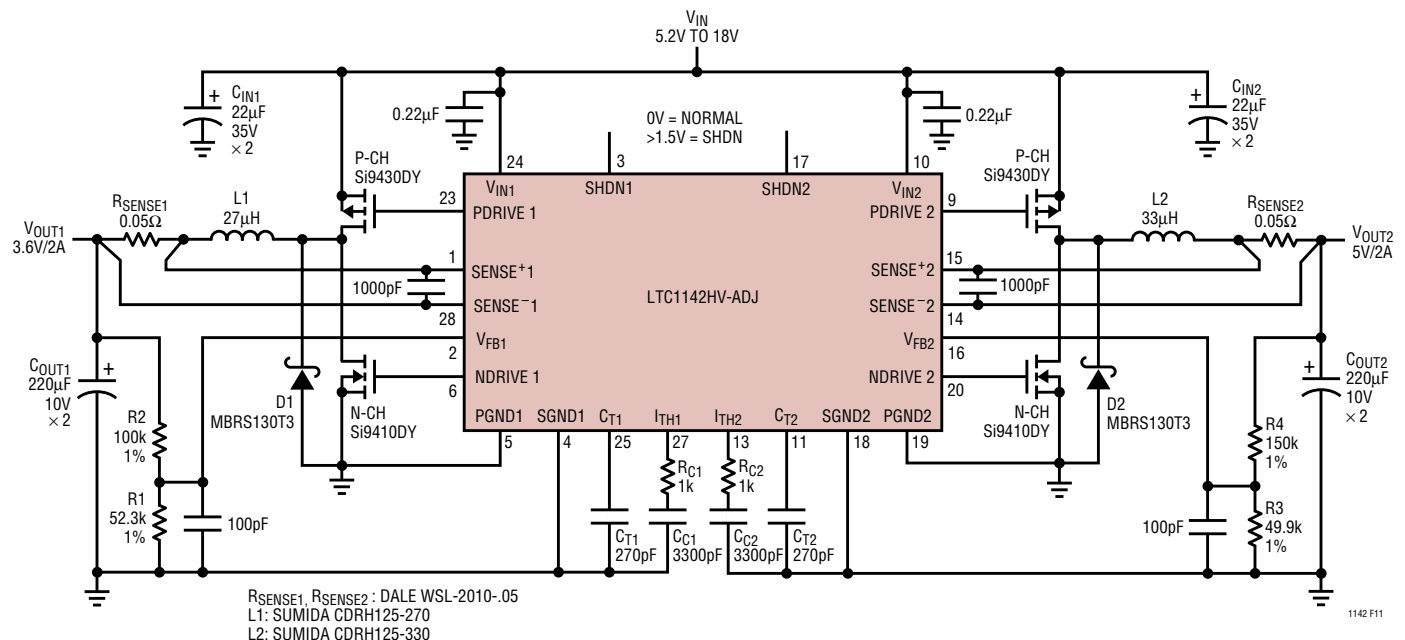 VIN
5.2V TO 18V
+
CIN1
22µF
35V
× 2
0.22µF
0V = NORMAL
>1.5V = SHDN
0.22µF
+
CIN2
22µF
35V
× 2
P-CH
Si9430DY
24
3
17
10
P-CH
Si9430DY
VIN1
SHDN1
SHDN2
VIN2
23
PDRIVE 1
PDRIVE 2
9
VOUT1
3.6V/2A
RSENSE1
0.05Ω
L1
27µH
L2
33µH
RSENSE2
0.05Ω
VOUT2
5V/2A
1
SENSE+1
SENSE+2
15
1000pF
LTC1142HV-ADJ
1000pF
SENSE–1
SENSE–2
28
14
VFB1
VFB2
2
16
NDRIVE 1
NDRIVE 2
6
20
COUT1
220µF
10V
× 2
+
R2
100k
1%
D1
MBRS130T3
N-CH
Si9410DY
PGND1
SGND1
CT1
ITH1
ITH2
CT2
SGND2
PGND2
5
4
25
27
13
11
18
19
N-CH
Si9410DY
D2
MBRS130T3
R4
150k
1%
+
COUT2
220µF
10V
× 2
RC1
1k
RC2
1k
R1
52.3k
1%
100pF
CT1
270pF
CC1
3300pF
CC2
3300pF
CT2
270pF
100pF
R3
49.9k
1%
RSENSE1, RSENSE2 : DALE WSL-2010-.05
L1: SUMIDA CDRH125-270
L2: SUMIDA CDRH125-330
1142 F11